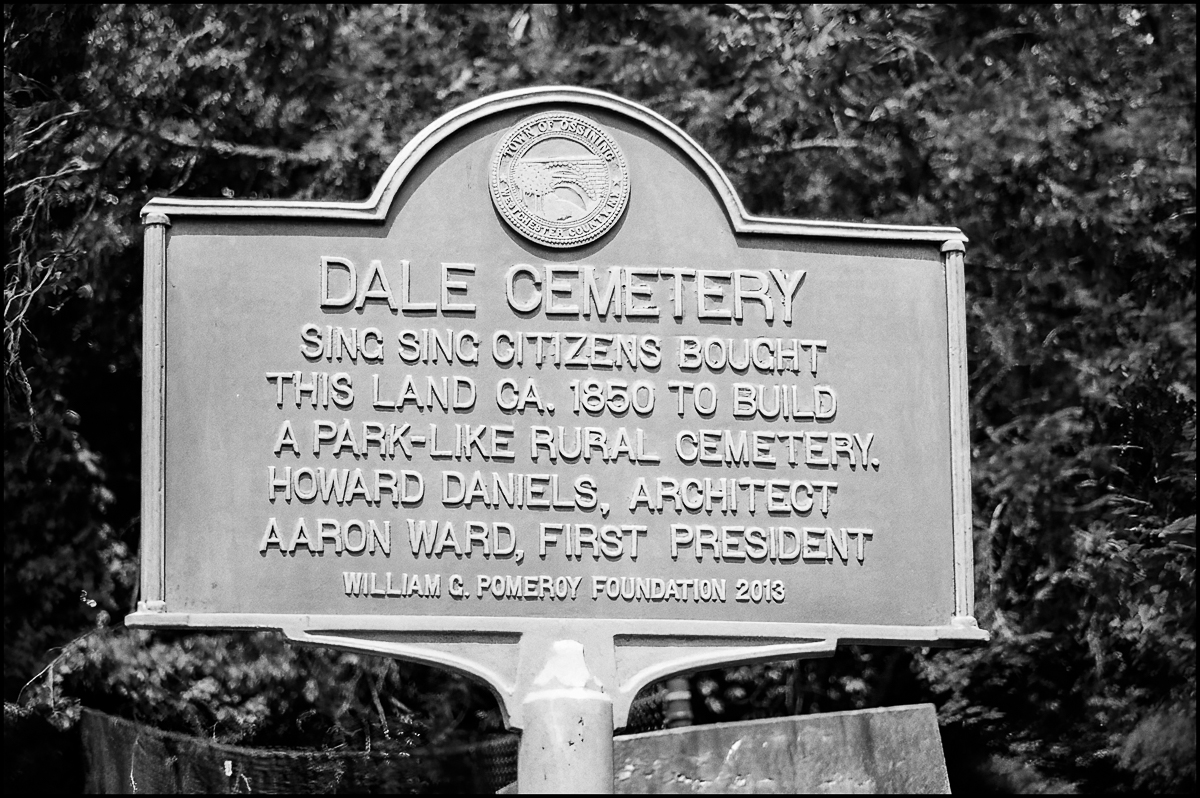 TOWN OF OSSINING
WESTCHESTER COUNTY, NY
DALE CEMETERY
SING SING CITIZENS BOUGHT
THIS LAND CA. 1850 TO BUILD
A PARK-LIKE RURAL CEMETERY.
HOWARD DANIELS, ARCHITECT
AARON WARD, FIRST PRESIDENT
WILLIAM G. POMEROY FOUNDATION 2013